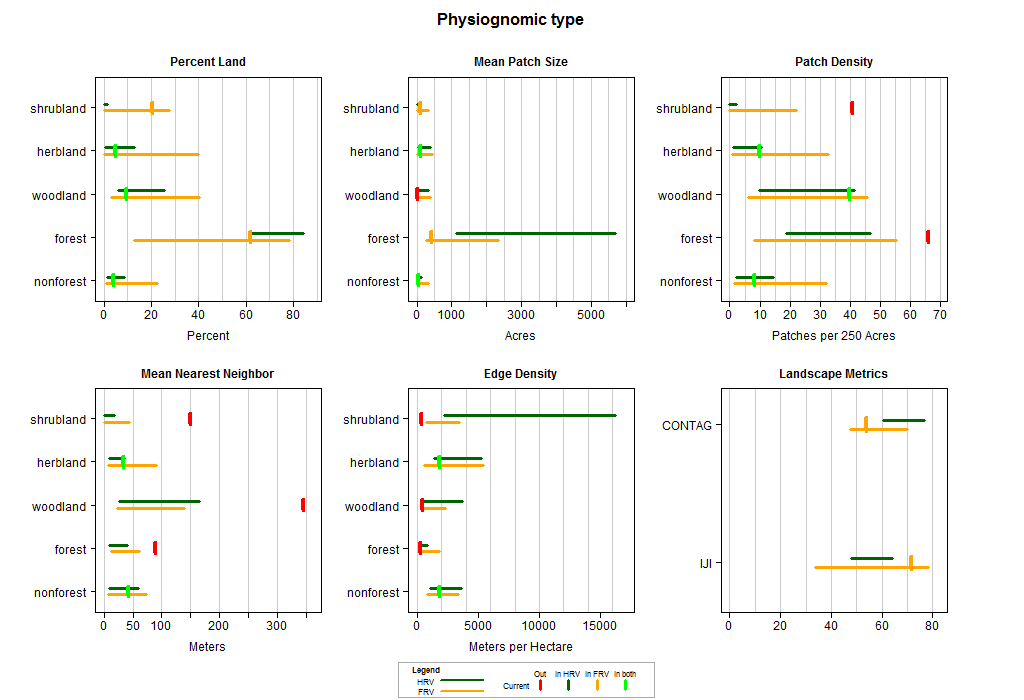 Physiognomic type
Percent Land
shrubland
herbland
woodland
forest
nonforest
0 20 40 60 80
Percent
Mean Patch Size
shrubland
herbland
woodland
forest
nonforest
0 1000 3000 5000
Acres
Patch Density
shrubland
herbland
woodland
forest
nonforest
0 10 20 30 40 50 60 70
Patches per 250 Acres
Mean Nearest Neighbor
shrubland
herbland
woodland
forest
nonforest
0 50 100 200 300
Meters
Edge Density
shrubland
herbland
woodland
forest
nonforest
0 5000 10000 15000
Meters per Hectare
Landscape Metrics
CONTAG
IJI
0 20 40 60 80
Legend
HRV
FRV
Current
Out In HRV In FRV In both